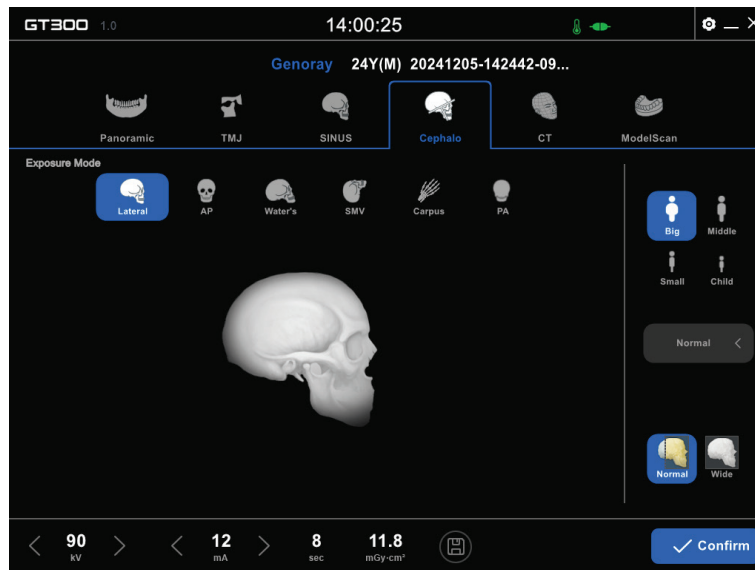 GT300 1.0 14:00:25
Genoray 24Y(M) 20241205-142442-09...
Panoramic TMJ SINUS Cephalo CT ModelScan
Exposure Mode
Lateral AP Water's SMV Carpus PA
Big Middle
Small Child
Normal
Normal Wide
90 12 8 11.8
kV mA sec mGy·cm²
Confirm